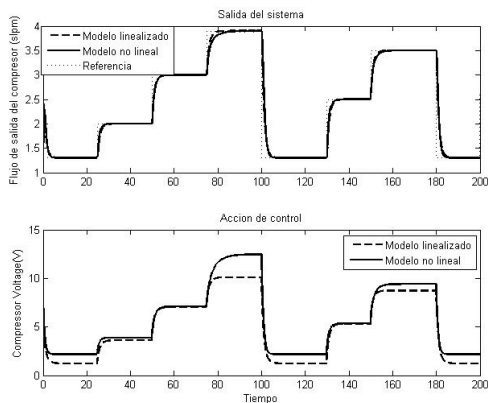 Salida del sistema
Flujo de salida del compresor (slpm)
4
3.5
3
2.5
2
1.5
1
Modelo linealizado
Modelo no lineal
Referencia
0 20 40 60 80 100 120 140 160 180 200
Accion de control
Compressor Voltage(V)
15
10
5
0
Modelo linealizado
Modelo no lineal
0 20 40 60 80 100 120 140 160 180 200
Tiempo